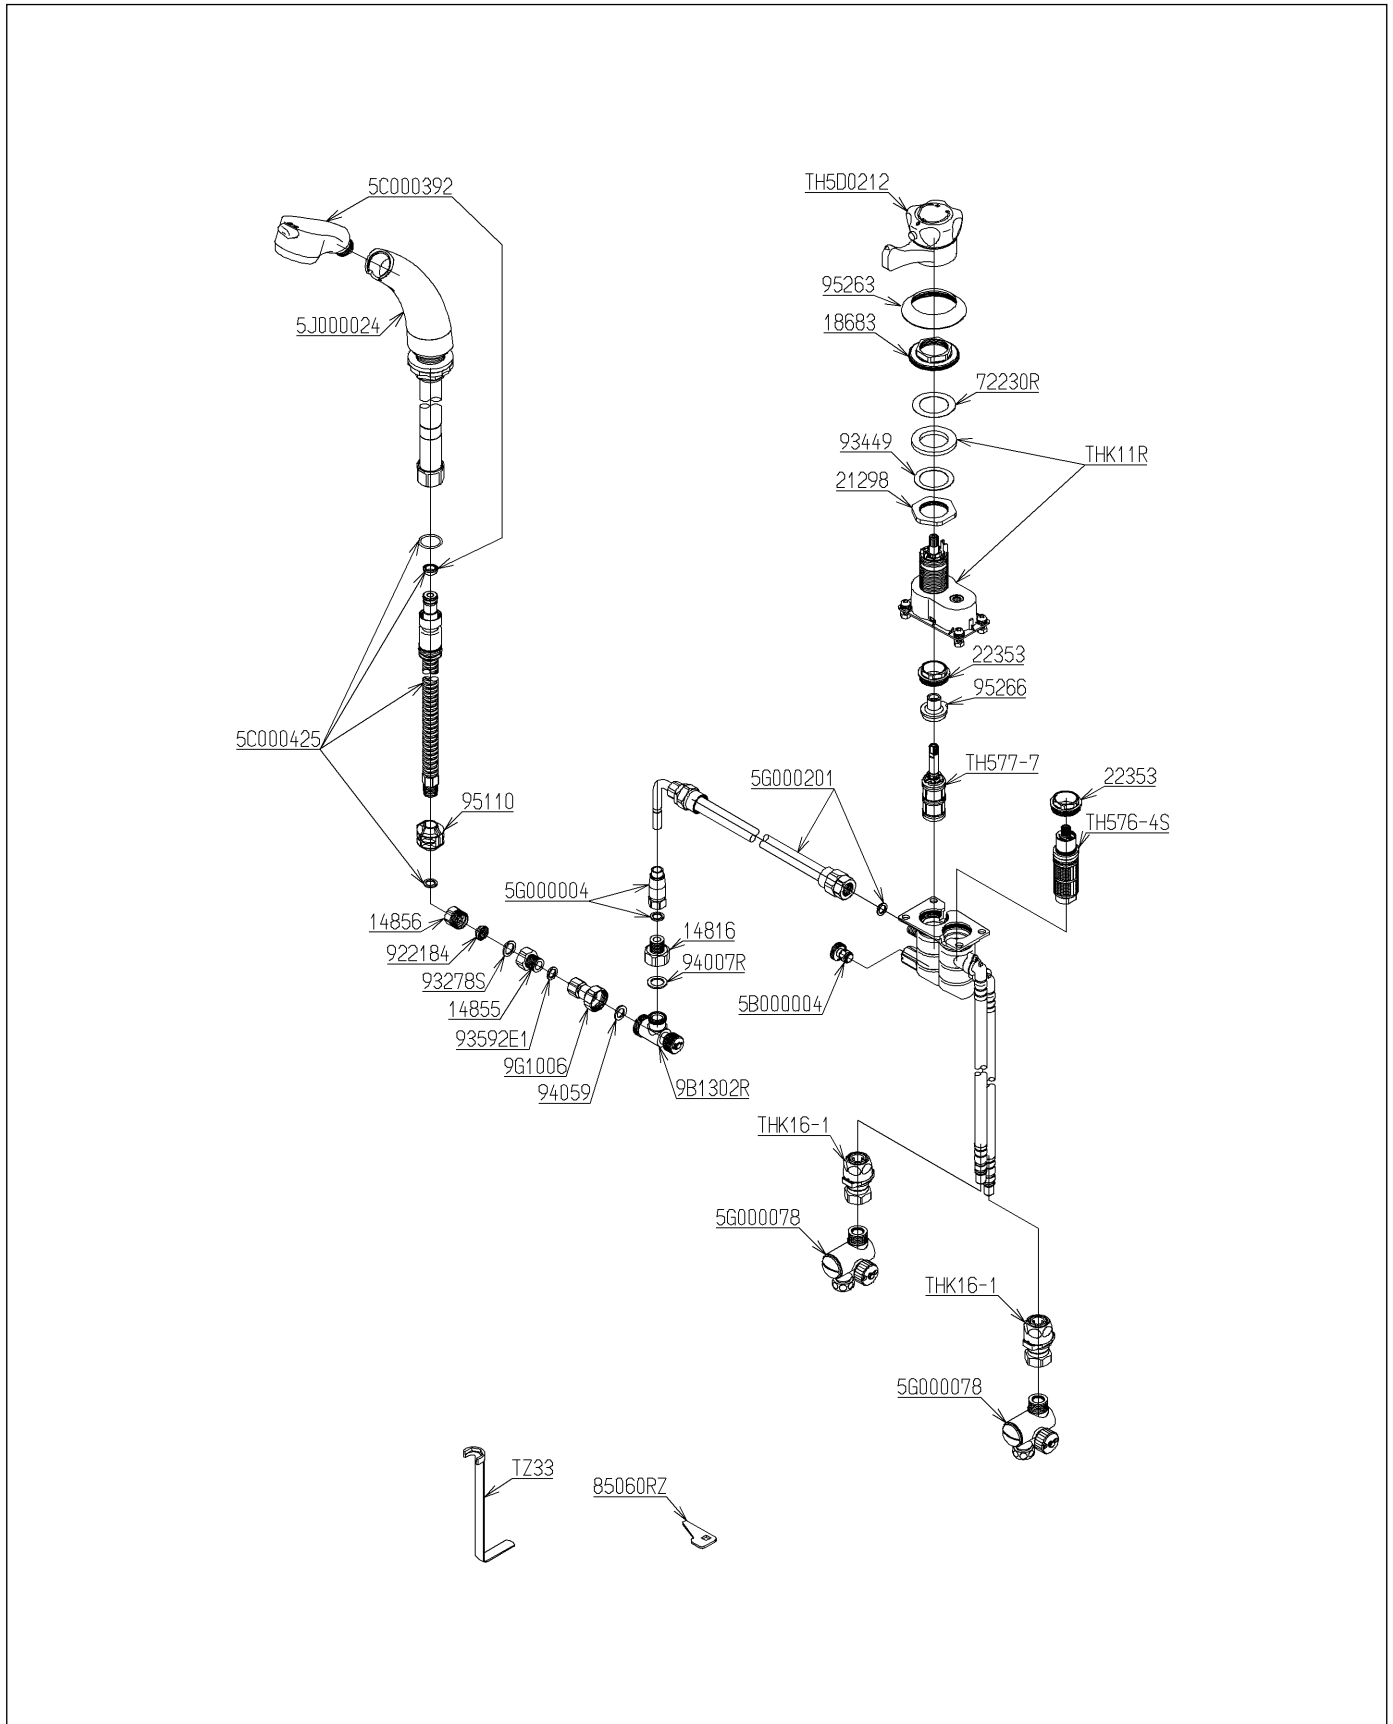 5C000392
TH5D0212
95263
5J000024
18683
72230R
93449
THK11R
21298
22353
95266
5C000425
TH577-7
5G000201
22353
95110
TH576-4S
5G000004
14856
14816
922184
94007R
93278S
5B000004
14855
93592E1
9G1006
94059
9B1302R
THK16-1
5G000078
THK16-1
5G000078
TZ33
85060RZ